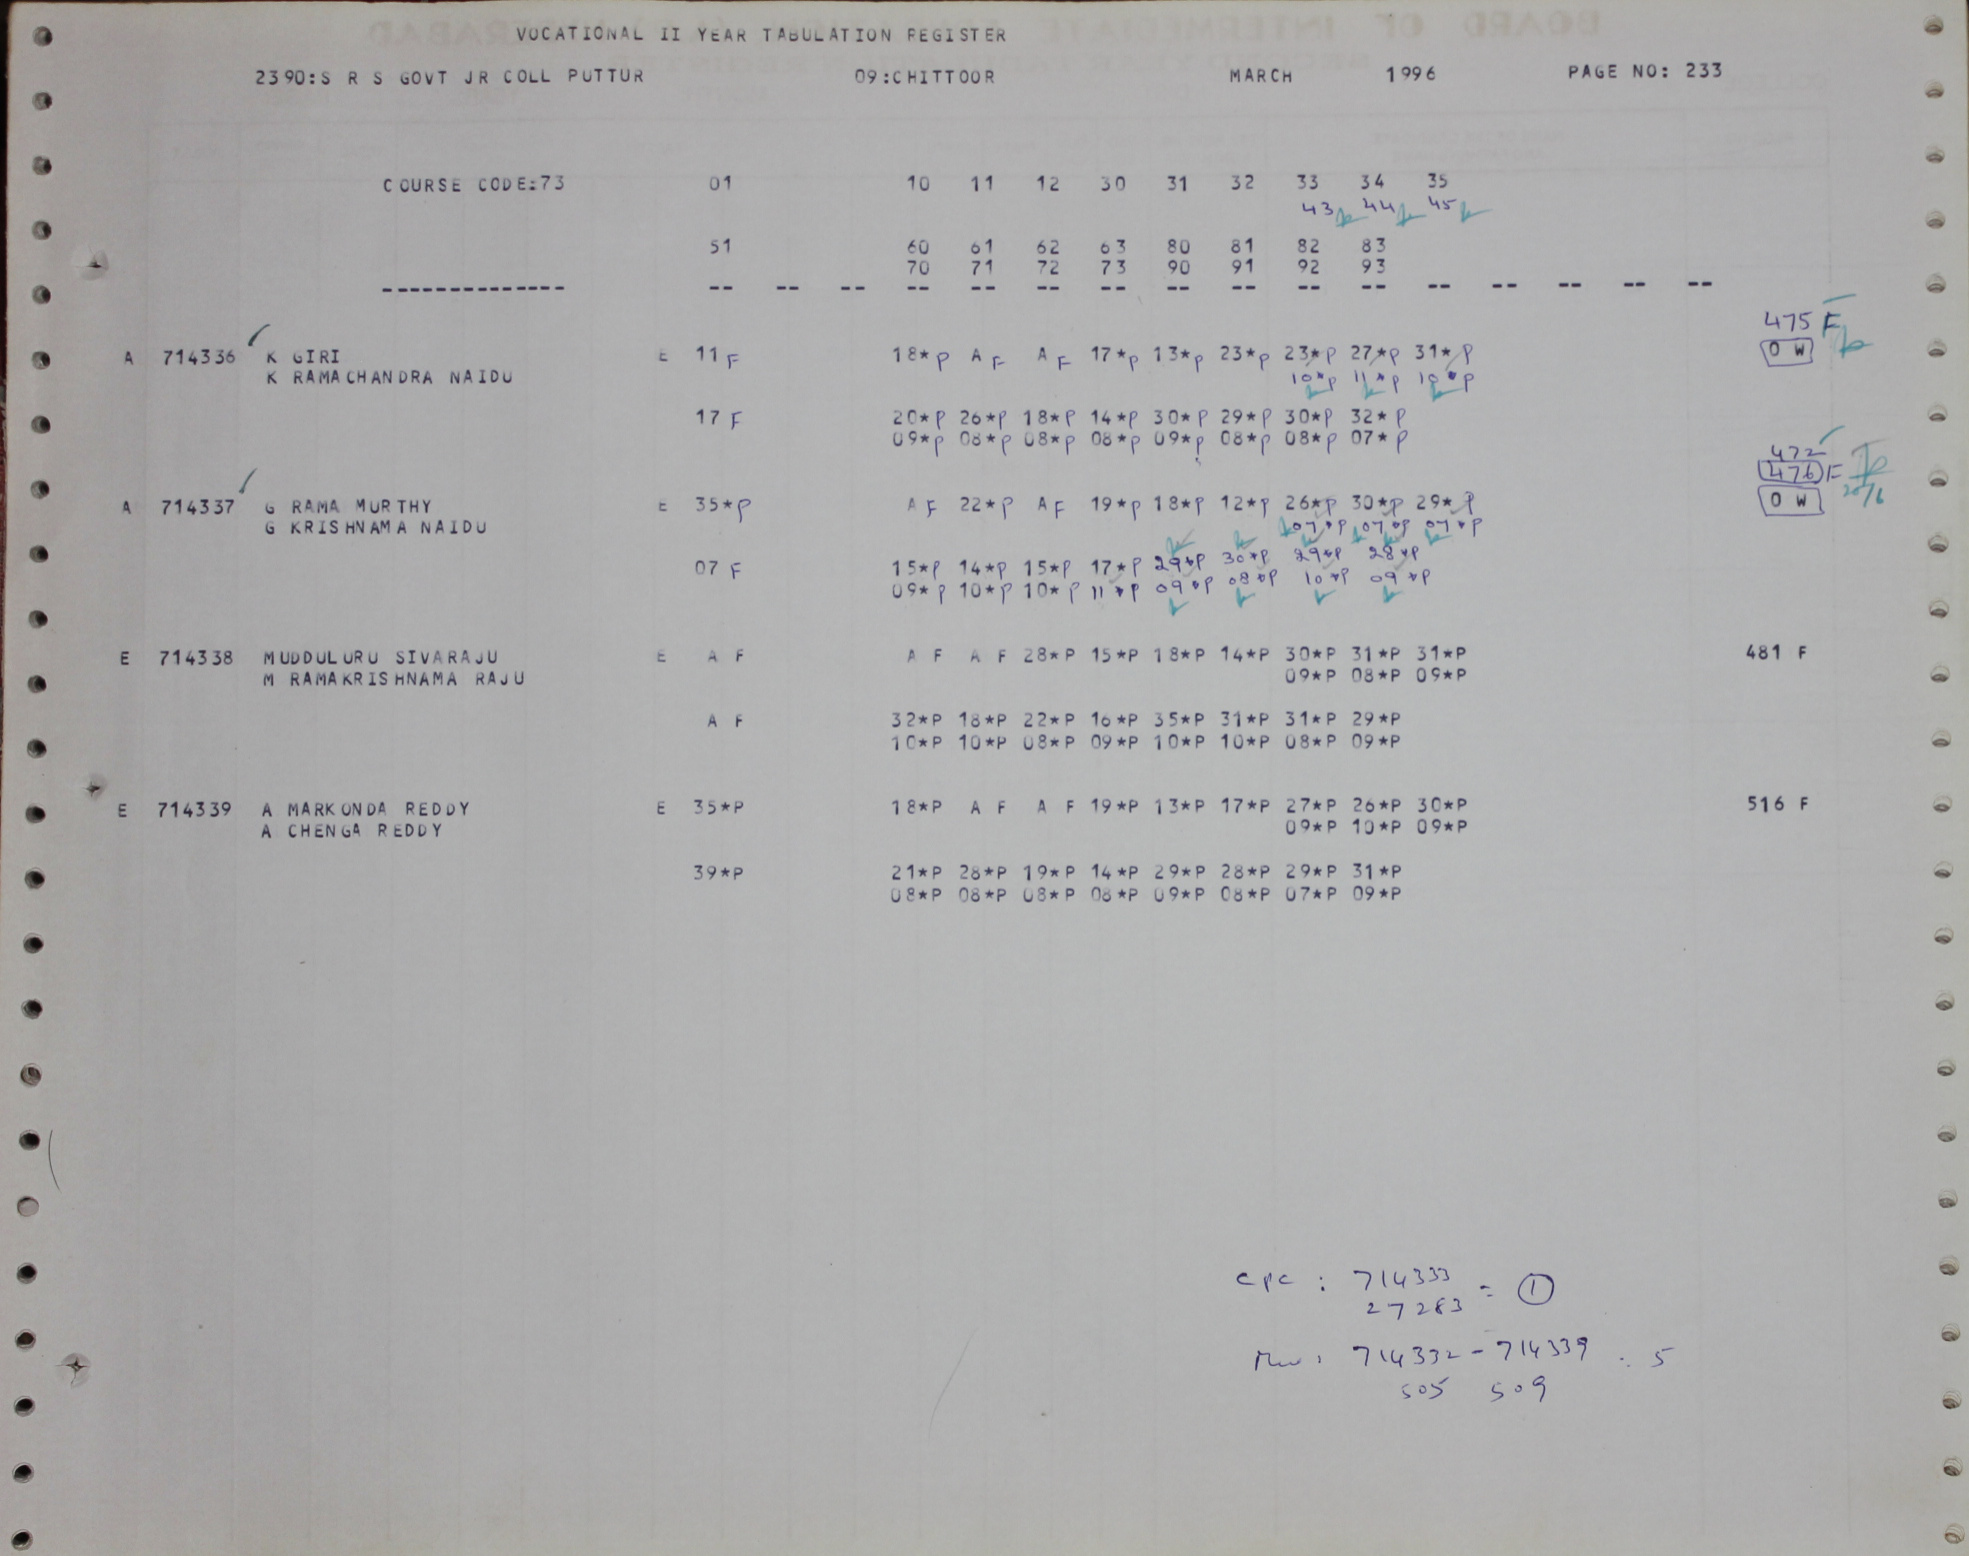 VOCATIONAL II YEAR TABULATION REGISTER
2390:S R S GOVT JR COLL PUTTUR 09:CHITTOOR MARCH 1996 PAGE NO: 233
COURSE CODE:73 01 10 11 12 30 31 32 33 34 35
43 44 45
51 60 61 62 63 80 81 82 83
70 71 72 73 90 91 92 93
-------------- -- -- -- -- -- -- -- -- -- -- -- -- -- -- -- --
475 F
A 714336 K GIRI E 11 F 18*P A F A F 17*P 13*P 23*P 23*P 27*P 31*P O W
K RAMACHANDRA NAIDU 10*P 11*P 10*P
17 F 20*P 26*P 18*P 14*P 30*P 29*P 30*P 32*P
09*P 08*P 08*P 08*P 09*P 08*P 08*P 07*P
472
476 F
A 714337 G RAMA MURTHY E 35*P A F 22*P A F 19*P 18*P 12*P 26*P 30*P 29*P O W
G KRISHNAMA NAIDU 07*P 07*P 07*P
07 F 15*P 14*P 15*P 17*P 29*P 30*P 29*P 28*P
09*P 10*P 10*P 11*P 09*P 08*P 10*P 09*P
E 714338 MUDDULURU SIVARAJU E A F A F A F 28*P 15*P 18*P 14*P 30*P 31*P 31*P 481 F
M RAMAKRISHNAMA RAJU 09*P 08*P 09*P
A F 32*P 18*P 22*P 16*P 35*P 31*P 31*P 29*P
10*P 10*P 08*P 09*P 10*P 10*P 08*P 09*P
E 714339 A MARKONDA REDDY E 35*P 18*P A F A F 19*P 13*P 17*P 27*P 26*P 30*P 516 F
A CHENGA REDDY 09*P 10*P 09*P
39*P 21*P 28*P 19*P 14*P 29*P 28*P 29*P 31*P
08*P 08*P 08*P 08*P 09*P 08*P 07*P 09*P
cpc : 714333 = 1
27283
714332 - 714339 : 5
505 509